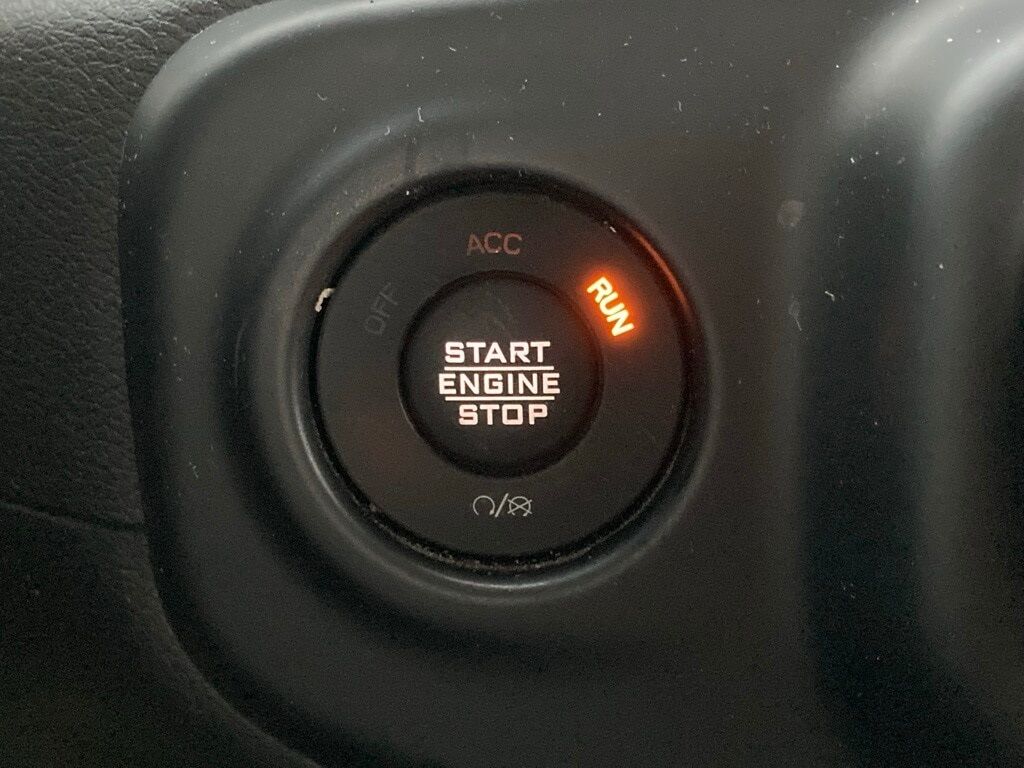 ACC
OFF
RUN
START
ENGINE
STOP